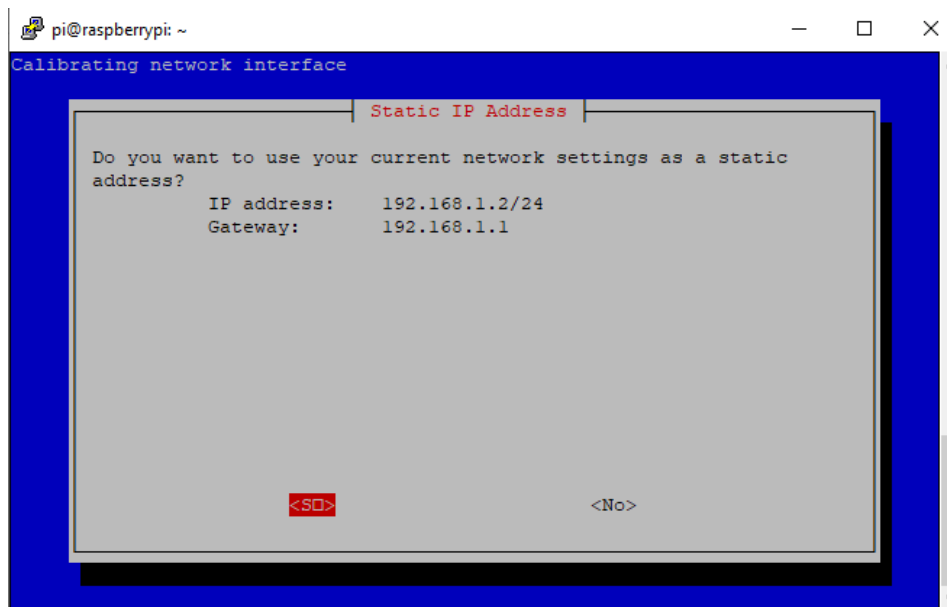 pi@raspberrypi: ~
Calibrating network interface
Static IP Address
Do you want to use your current network settings as a static
address?
IP address: 192.168.1.2/24
Gateway: 192.168.1.1
<S□> <No>